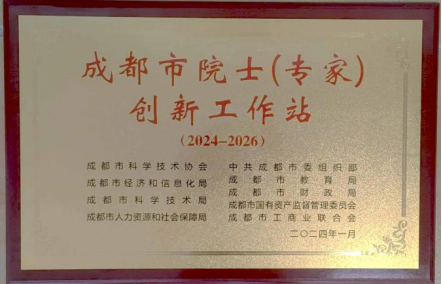 成都市院士(专家)
创新工作站
(2024-2026)
成都市科学技术协会 中共成都市委组织部
成都市经济和信息化局 成都市教育局
成都市科学技术局 成都市财政局
成都市人力资源和社会保障局 成都市国有资产监督管理委员会
成都市工商业联合会
二〇二四年一月